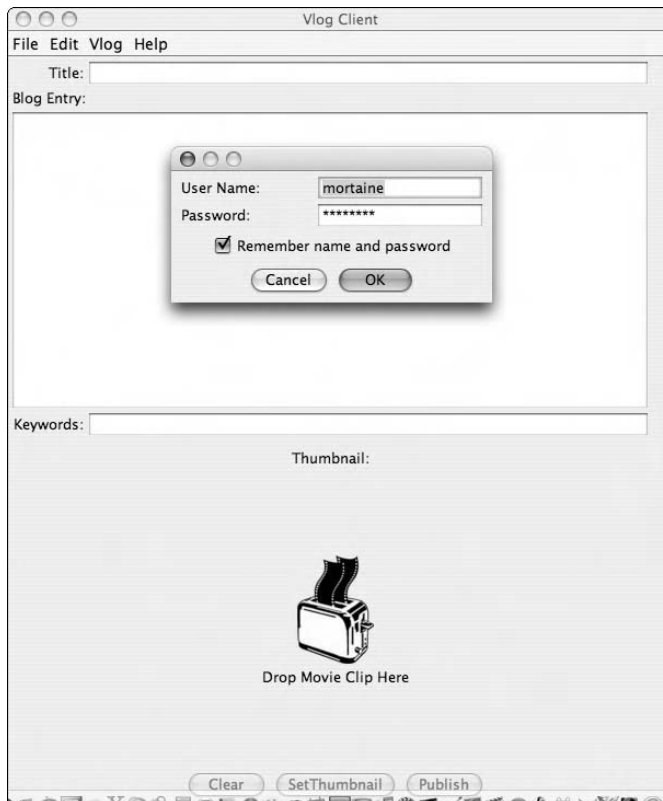 Vlog Client
File Edit Vlog Help
Title:
Blog Entry:
User Name: mortaine
Password: ********
Remember name and password
Cancel OK
Keywords:
Thumbnail:
Drop Movie Clip Here
Clear SetThumbnail Publish